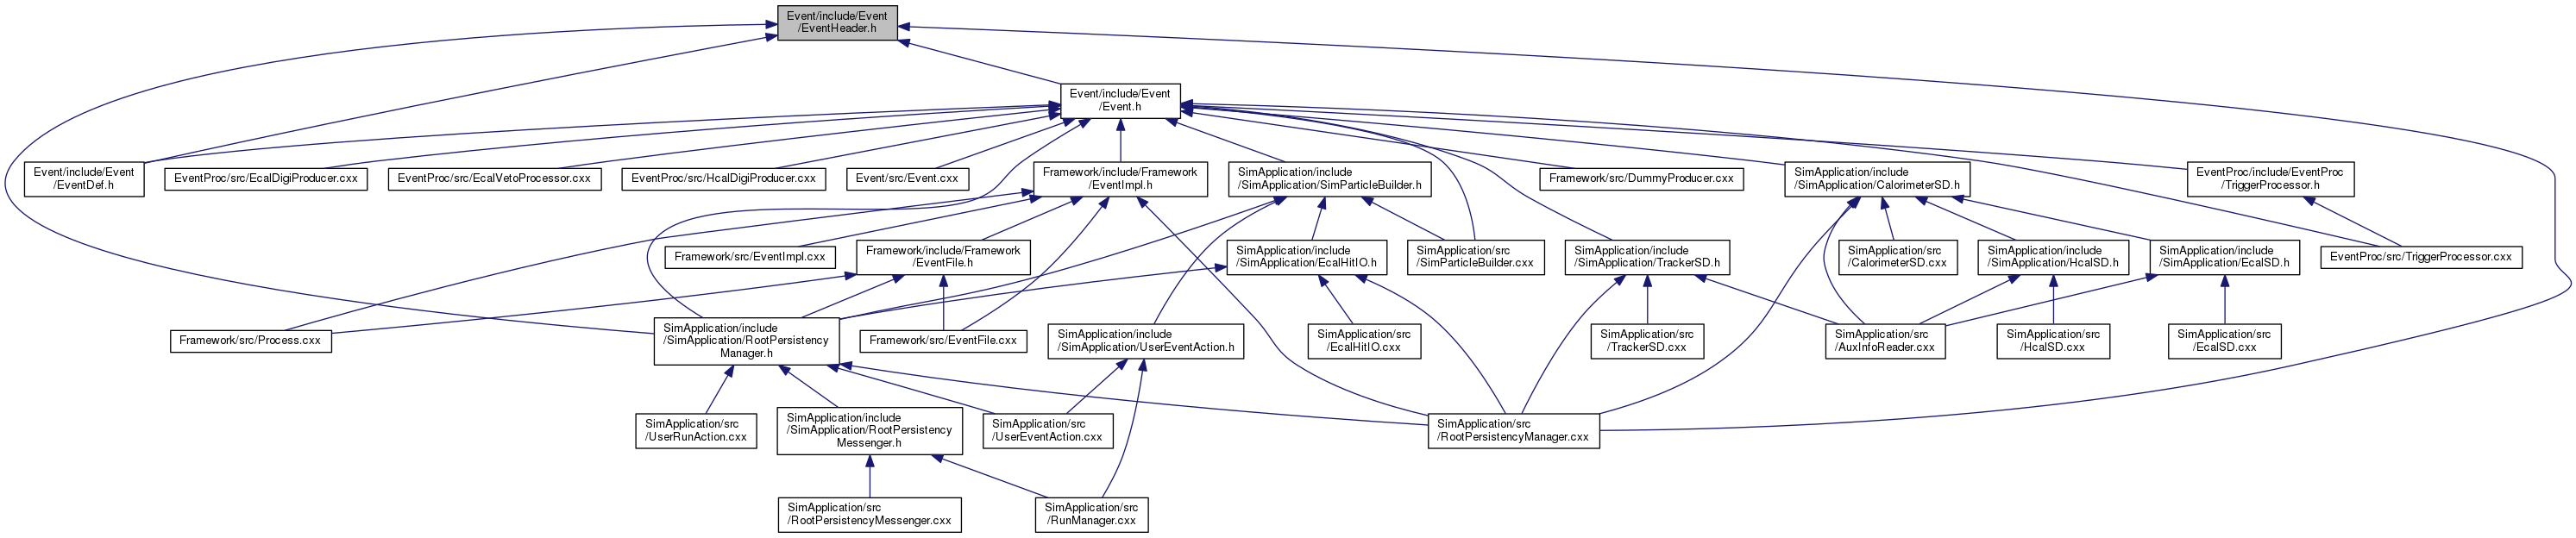 Event/include/Event
/EventHeader.h
Event/include/Event
/Event.h
Event/include/Event
/EventDef.h
EventProc/src/EcalDigiProducer.cxx
EventProc/src/EcalVetoProcessor.cxx
EventProc/src/HcalDigiProducer.cxx
Event/src/Event.cxx
Framework/include/Framework
/EventImpl.h
SimApplication/include
/SimApplication/SimParticleBuilder.h
Framework/src/DummyProducer.cxx
SimApplication/include
/SimApplication/CalorimeterSD.h
EventProc/include/EventProc
/TriggerProcessor.h
Framework/src/EventImpl.cxx
Framework/include/Framework
/EventFile.h
SimApplication/include
/SimApplication/EcalHitIO.h
SimApplication/src
/SimParticleBuilder.cxx
SimApplication/include
/SimApplication/TrackerSD.h
SimApplication/src
/CalorimeterSD.cxx
SimApplication/include
/SimApplication/HcalSD.h
SimApplication/include
/SimApplication/EcalSD.h
EventProc/src/TriggerProcessor.cxx
Framework/src/Process.cxx
SimApplication/include
/SimApplication/RootPersistency
Manager.h
Framework/src/EventFile.cxx
SimApplication/include
/SimApplication/UserEventAction.h
SimApplication/src
/EcalHitIO.cxx
SimApplication/src
/TrackerSD.cxx
SimApplication/src
/AuxInfoReader.cxx
SimApplication/src
/HcalSD.cxx
SimApplication/src
/EcalSD.cxx
SimApplication/src
/UserRunAction.cxx
SimApplication/include
/SimApplication/RootPersistency
Messenger.h
SimApplication/src
/UserEventAction.cxx
SimApplication/src
/RootPersistencyManager.cxx
SimApplication/src
/RootPersistencyMessenger.cxx
SimApplication/src
/RunManager.cxx